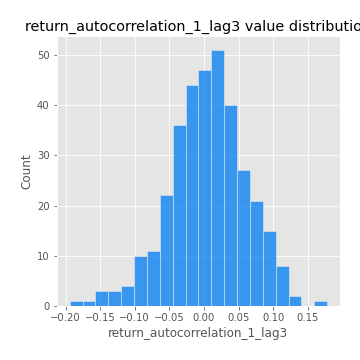 return_autocorrelation_1_lag3 value distributio
50
40
30
20
10
0
Count
−0.20 −0.15 −0.10 −0.05 0.00 0.05 0.10 0.15
return_autocorrelation_1_lag3